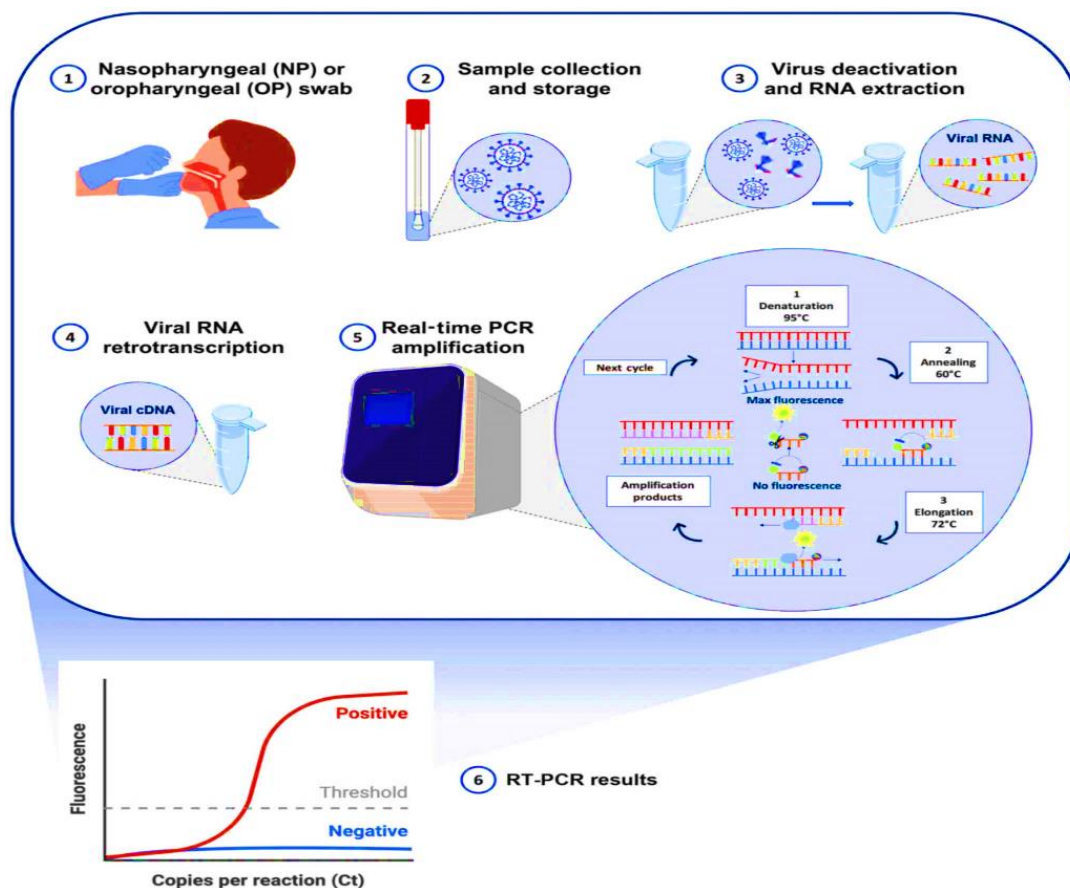 1 Nasopharyngeal (NP) or
oropharyngeal (OP) swab
2 Sample collection
and storage
3 Virus deactivation
and RNA extraction
Viral RNA
4 Viral RNA
retrotranscription
Viral cDNA
5 Real-time PCR
amplification
1
Denaturation
95°C
Next cycle
2
Annealing
60°C
Max fluorescence
No fluorescence
Amplification
products
3
Elongation
72°C
Fluorescence
Positive
Threshold
Negative
Copies per reaction (Ct)
6 RT-PCR results